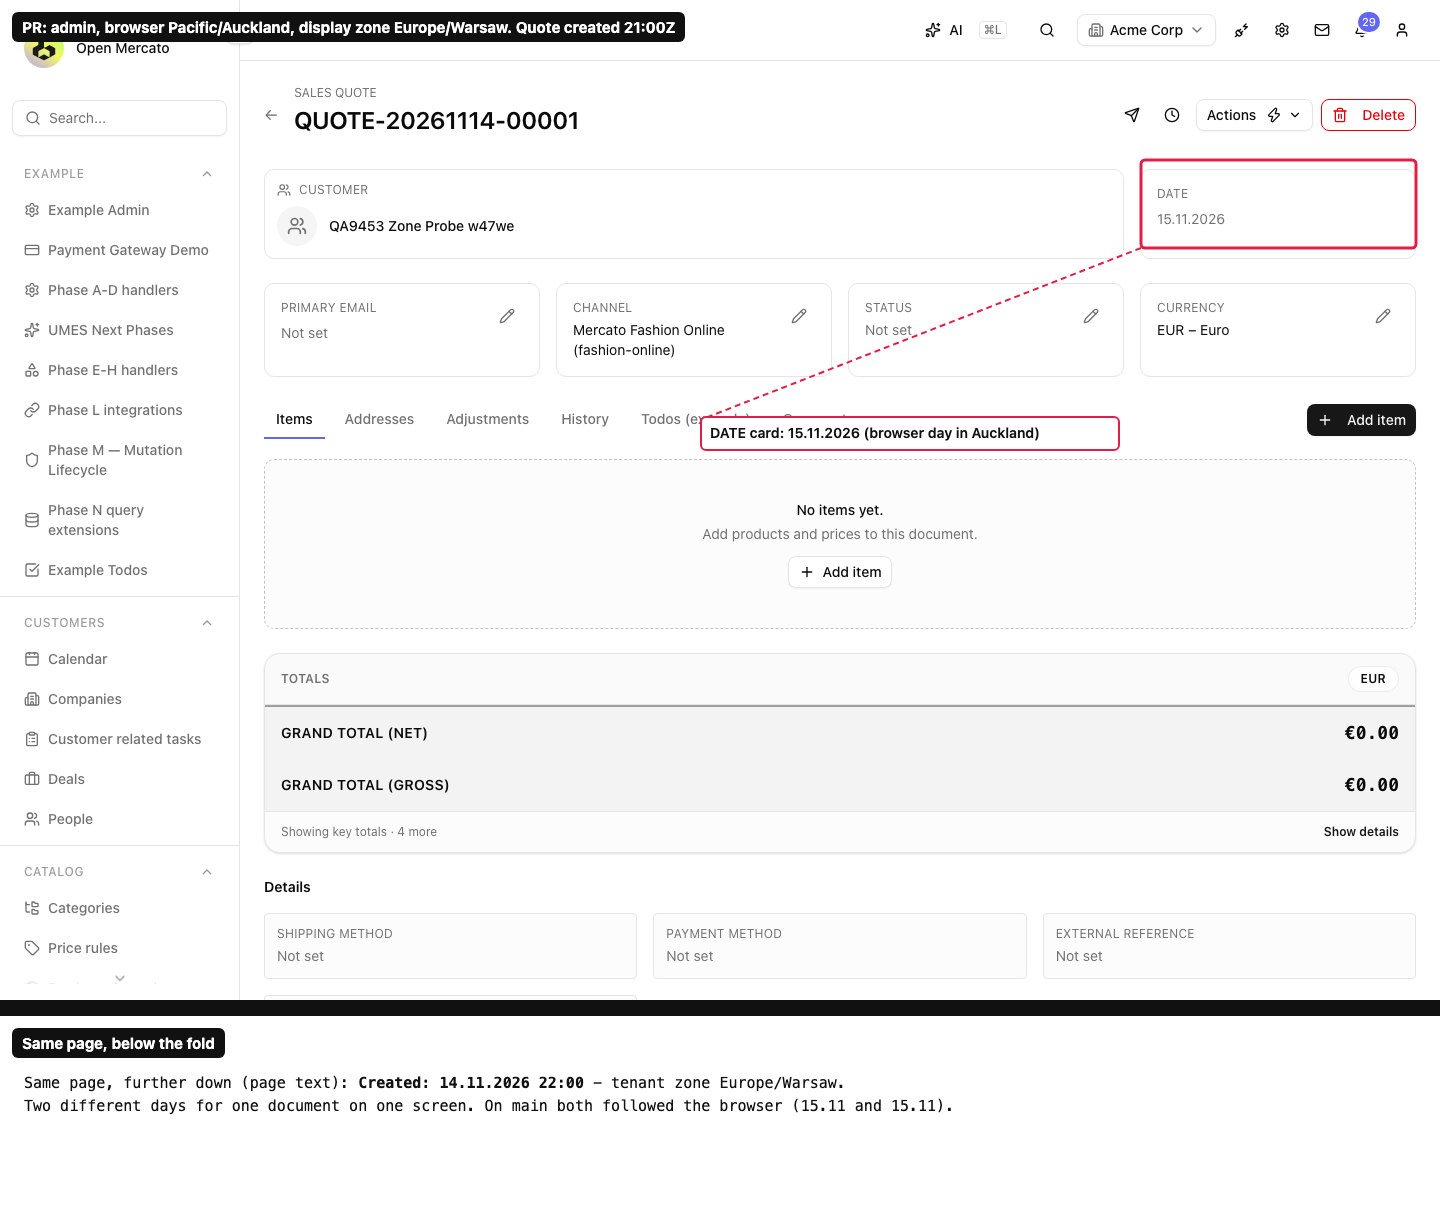 PR: admin, browser Pacific/Auckland, display zone Europe/Warsaw. Quote created 21:00Z
Open Mercato
AI
⌘L
Acme Corp
29
Search...
EXAMPLE
Example Admin
Payment Gateway Demo
Phase A-D handlers
UMES Next Phases
Phase E-H handlers
Phase L integrations
Phase M — Mutation
Lifecycle
Phase N query
extensions
Example Todos
CUSTOMERS
Calendar
Companies
Customer related tasks
Deals
People
CATALOG
Categories
Price rules
SALES QUOTE
QUOTE-20261114-00001
Actions
Delete
CUSTOMER
QA9453 Zone Probe w47we
DATE
15.11.2026
PRIMARY EMAIL
Not set
CHANNEL
Mercato Fashion Online
(fashion-online)
STATUS
Not set
CURRENCY
EUR – Euro
Items
Addresses
Adjustments
History
Todos
DATE card: 15.11.2026 (browser day in Auckland)
Add item
No items yet.
Add products and prices to this document.
Add item
TOTALS
EUR
GRAND TOTAL (NET)
€0.00
GRAND TOTAL (GROSS)
€0.00
Showing key totals · 4 more
Show details
Details
SHIPPING METHOD
Not set
PAYMENT METHOD
Not set
EXTERNAL REFERENCE
Not set
Same page, below the fold
Same page, further down (page text): Created: 14.11.2026 22:00 — tenant zone Europe/Warsaw.
Two different days for one document on one screen. On main both followed the browser (15.11 and 15.11).